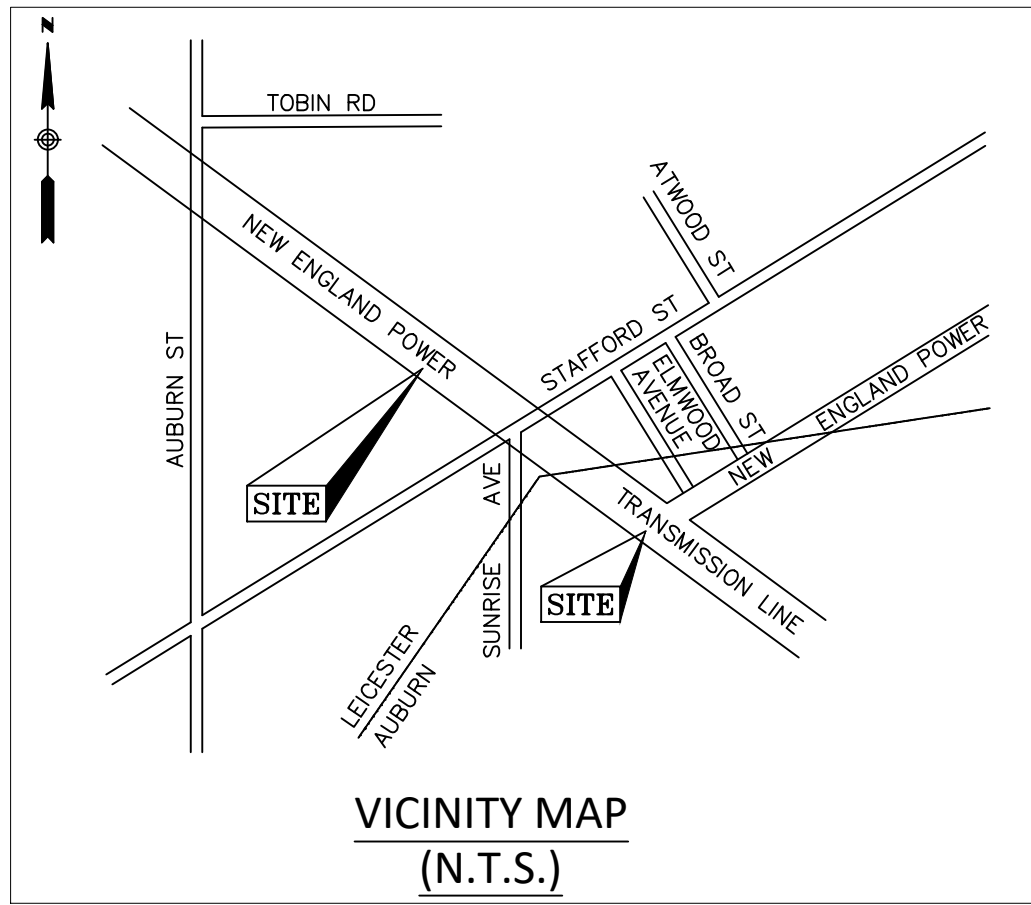 N
TOBIN RD
ATWOOD ST
NEW ENGLAND POWER
STAFFORD ST
AUBURN ST
BROAD ST
ELMWOOD
AVENUE
NEW ENGLAND POWER
SITE
SUNRISE AVE
TRANSMISSION LINE
SITE
LEICESTER
AUBURN
VICINITY MAP
(N.T.S.)